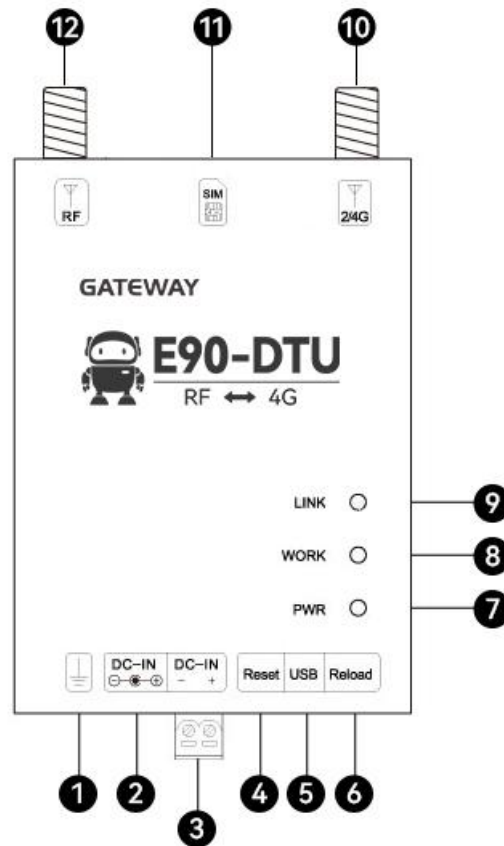 12 11 10
RF
SIM
2/4G
GATEWAY
E90-DTU
RF ↔ 4G
LINK 9
WORK 8
PWR 7
DC-IN DC-IN Reset USB Reload
- + - +
1 2 3 4 5 6